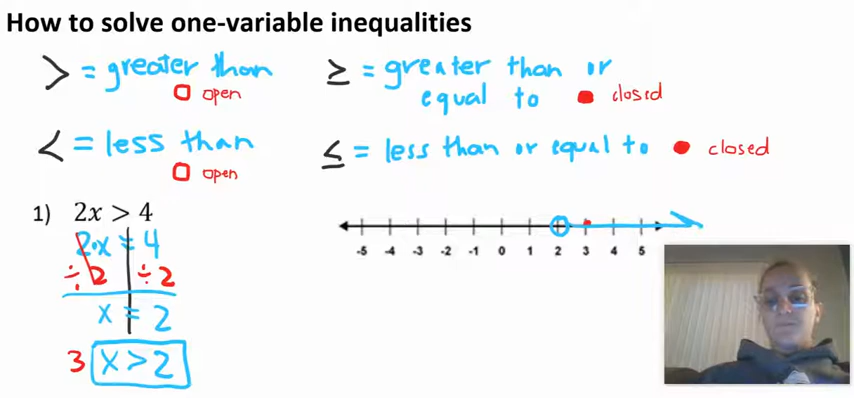 How to solve one-variable inequalities
> = greater than
open
≥ = greater than or
equal to
closed
< = less than
open
≤ = less than or equal to
closed
1) 2x > 4
2·x = 4
÷ 2 ÷ 2
x = 2
3 x > 2
-5 -4 -3 -2 -1 0 1 2 3 4 5